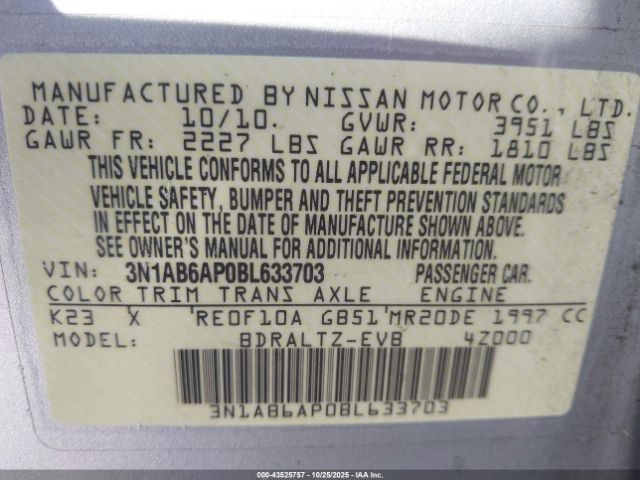 MANUFACTURED BY NISSAN MOTOR CO., LTD.
DATE: 10/10. GVWR: 3951 LBS
GAWR FR: 2227 LBS GAWR RR: 1810 LBS
THIS VEHICLE CONFORMS TO ALL APPLICABLE FEDERAL MOTOR
VEHICLE SAFETY, BUMPER AND THEFT PREVENTION STANDARDS
IN EFFECT ON THE DATE OF MANUFACTURE SHOWN ABOVE.
SEE OWNER'S MANUAL FOR ADDITIONAL INFORMATION.
VIN: 3N1AB6AP0BL633703 PASSENGER CAR.
COLOR TRIM TRANS AXLE ENGINE
K23 X 'RE0F10A GB51'MR20DE 1997 CC
MODEL: BDRALTZ-EVB 4Z000
3N1AB6AP0BL633703
IAA - 43525757 - 10/25/2025 - copart.com